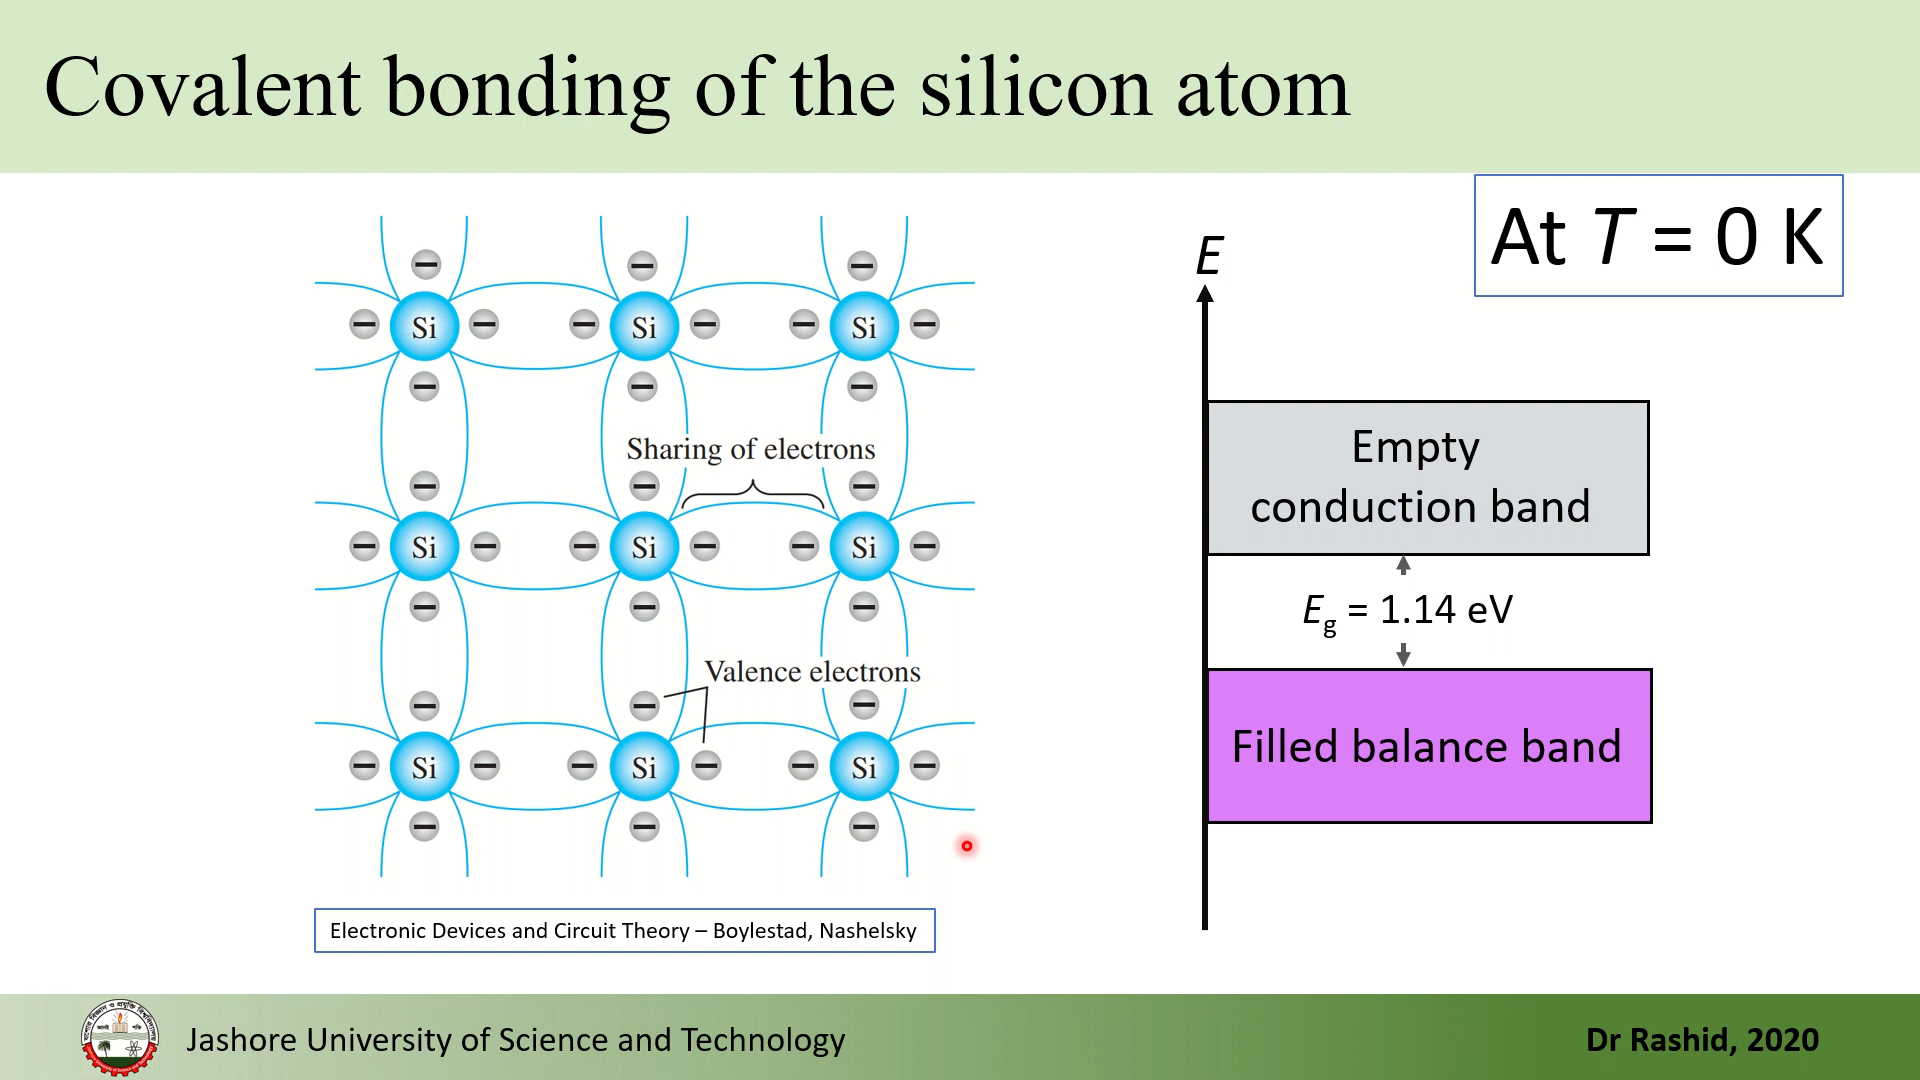 Covalent bonding of the silicon atom
At T = 0 K
Si Si Si
Sharing of electrons
Si Si Si
Valence electrons
Si Si Si
Electronic Devices and Circuit Theory – Boylestad, Nashelsky
E
Empty
conduction band
Eg = 1.14 eV
Filled balance band
Jashore University of Science and Technology
Dr Rashid, 2020